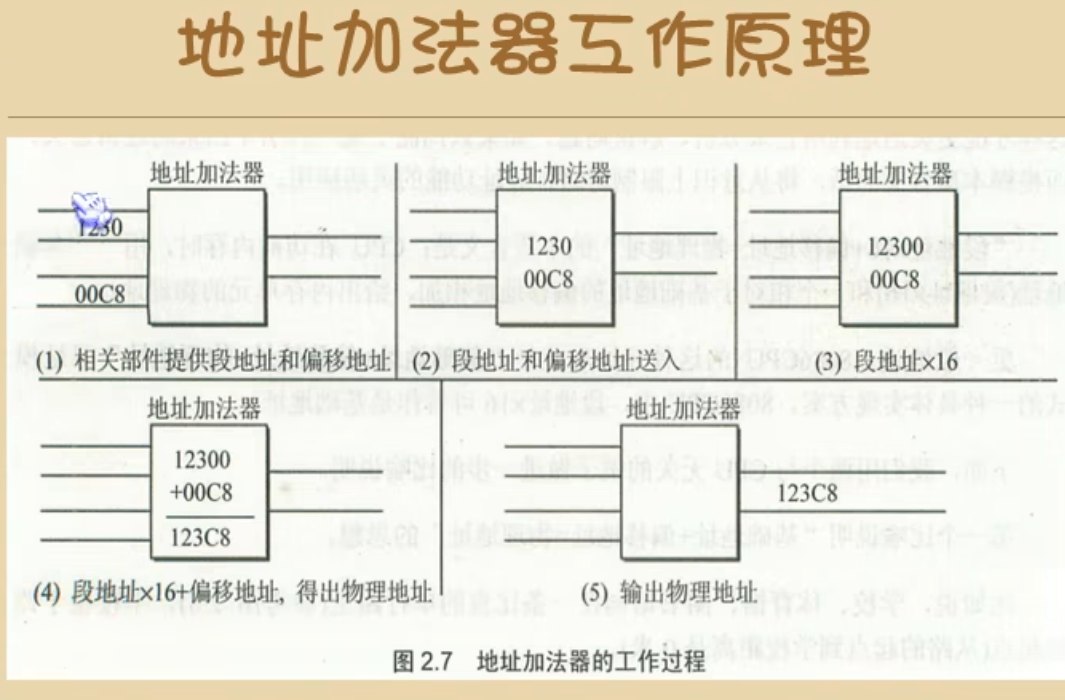 地址加法器工作原理
地址加法器
1230
00C8
(1) 相关部件提供段地址和偏移地址
地址加法器
1230
00C8
(2) 段地址和偏移地址送入
地址加法器
12300
00C8
(3) 段地址×16
地址加法器
12300
+00C8
123C8
(4) 段地址×16+偏移地址，得出物理地址
地址加法器
123C8
(5) 输出物理地址
图 2.7 地址加法器的工作过程